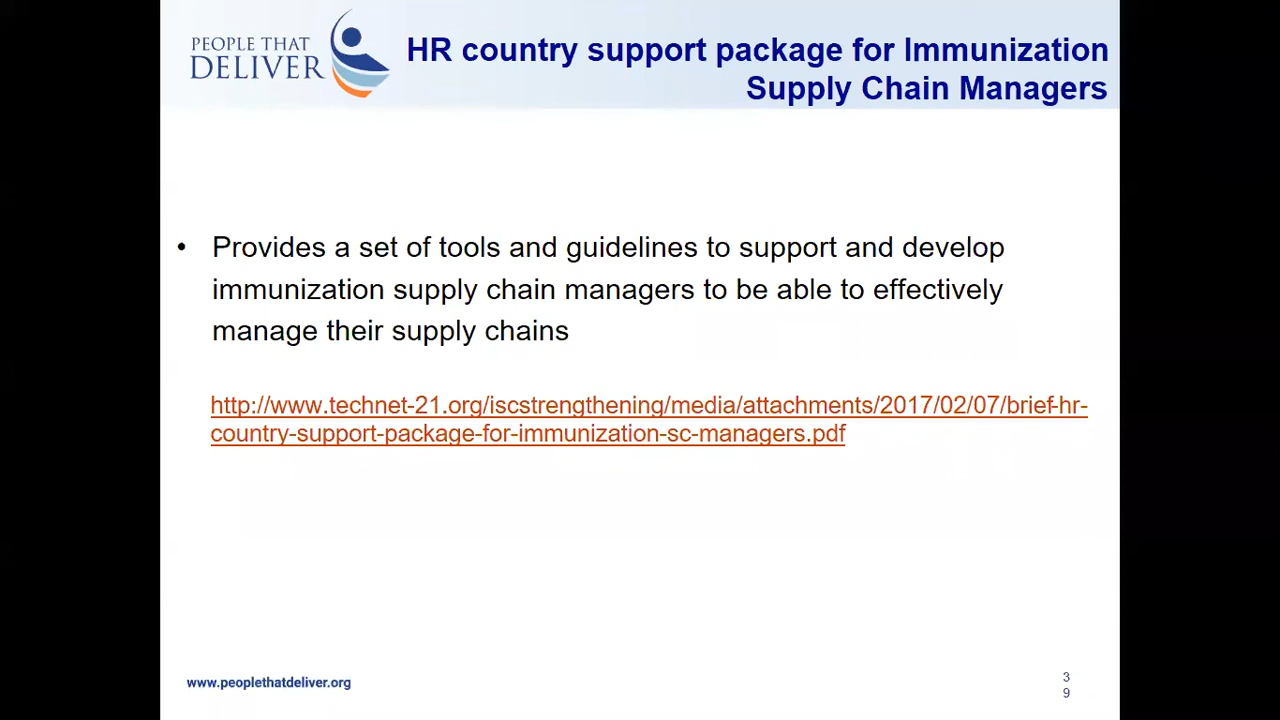 PEOPLE THAT
DELIVER
HR country support package for Immunization
Supply Chain Managers
• Provides a set of tools and guidelines to support and develop
immunization supply chain managers to be able to effectively
manage their supply chains
http://www.technet-21.org/iscstrengthening/media/attachments/2017/02/07/brief-hr-
country-support-package-for-immunization-sc-managers.pdf
www.peoplethatdeliver.org
3
9